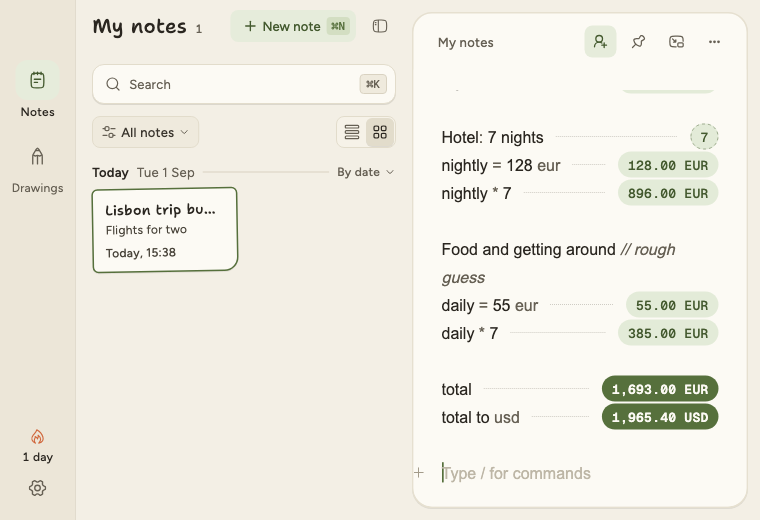 My notes 1
+ New note ⌘N
Search ⌘K
All notes
Today Tue 1 Sep By date
Lisbon trip bu...
Flights for two
Today, 15:38
Notes
Drawings
1 day
My notes
Hotel: 7 nights 7
nightly = 128 eur 128.00 EUR
nightly * 7 896.00 EUR
Food and getting around // rough
guess
daily = 55 eur 55.00 EUR
daily * 7 385.00 EUR
total 1,693.00 EUR
total to usd 1,965.40 USD
+ Type / for commands